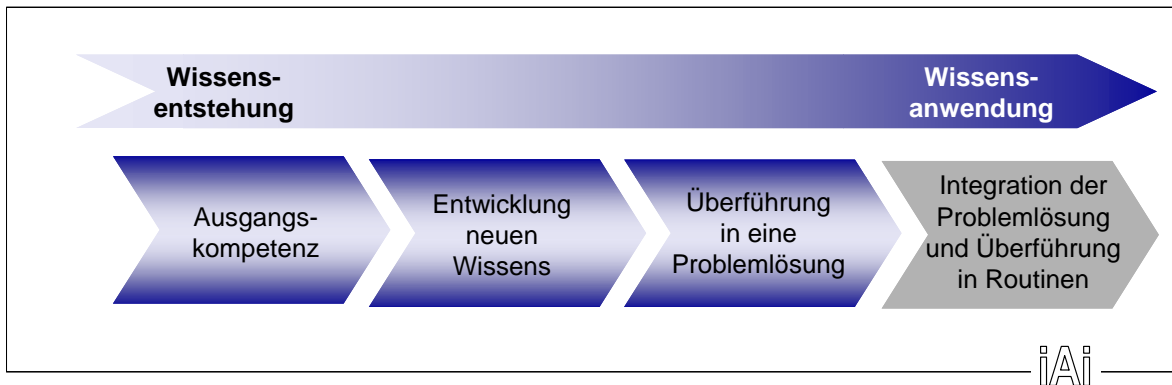 Wissens-
entstehung
Wissens-
anwendung
Ausgangs-
kompetenz
Entwicklung
neuen
Wissens
Überführung
in eine
Problemlösung
Integration der
Problemlösung
und Überführung
in Routinen
iAi